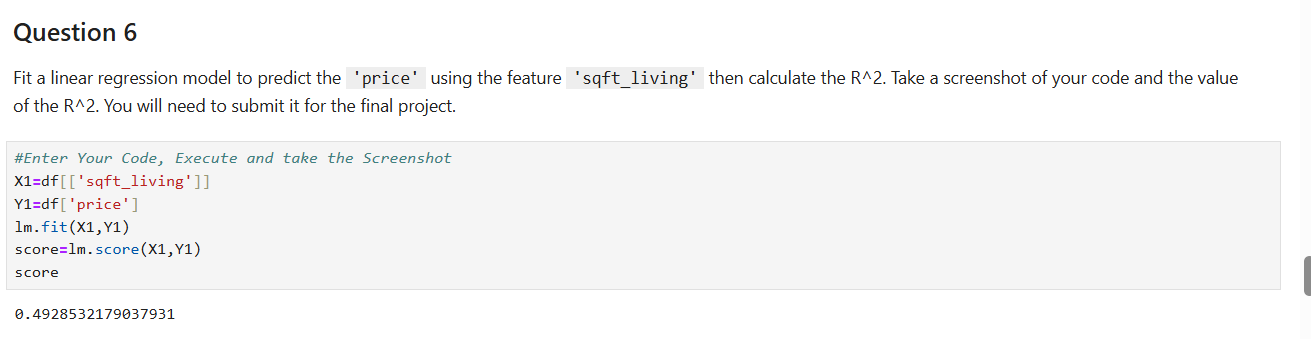 Question 6
Fit a linear regression model to predict the 'price' using the feature 'sqft_living' then calculate the R^2. Take a screenshot of your code and the value
of the R^2. You will need to submit it for the final project.
#Enter Your Code, Execute and take the Screenshot
X1=df[['sqft_living']]
Y1=df['price']
lm.fit(X1,Y1)
score=lm.score(X1,Y1)
score
0.4928532179037931